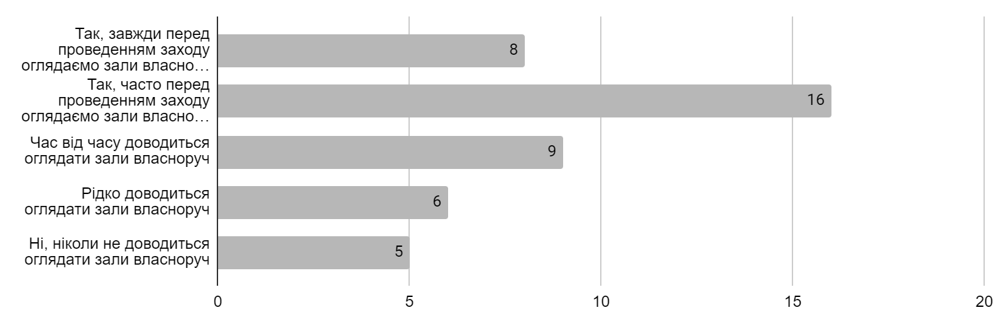 Так, завжди перед
проведенням заходу
оглядаємо зали власно…
8
Так, часто перед
проведенням заходу
оглядаємо зали власно…
16
Час від часу доводиться
оглядати зали власноруч
9
Рідко доводиться
оглядати зали власноруч
6
Ні, ніколи не доводиться
оглядати зали власноруч
5
0 5 10 15 20